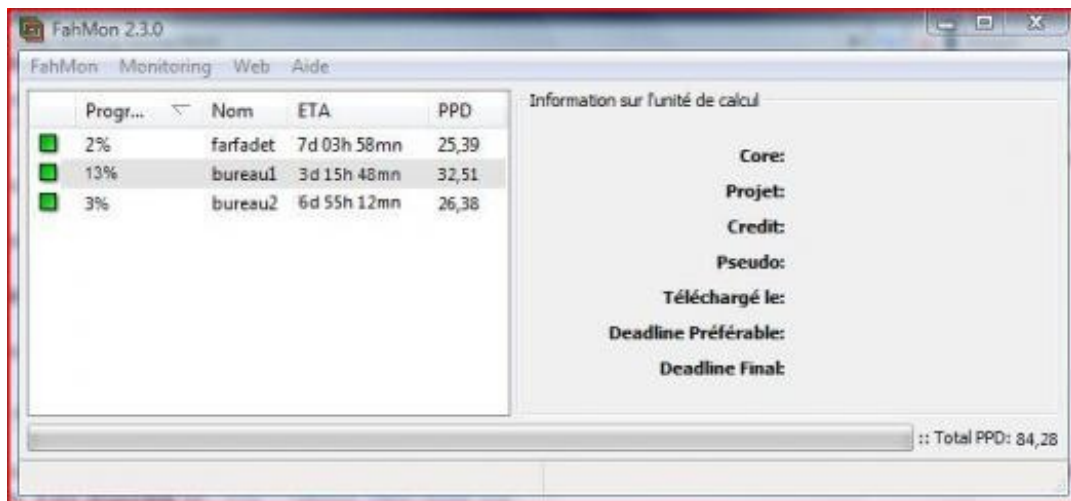 FahMon 2.3.0
FahMon Monitoring Web Aide
Progr... Nom ETA PPD
2% farfadet 7d 03h 58mn 25,39
13% bureau1 3d 15h 48mn 32,51
3% bureau2 6d 55h 12mn 26,38
Information sur l'unité de calcul
Core:
Projet:
Credit:
Pseudo:
Téléchargé le:
Deadline Préférable:
Deadline Final:
:: Total PPD: 84,28